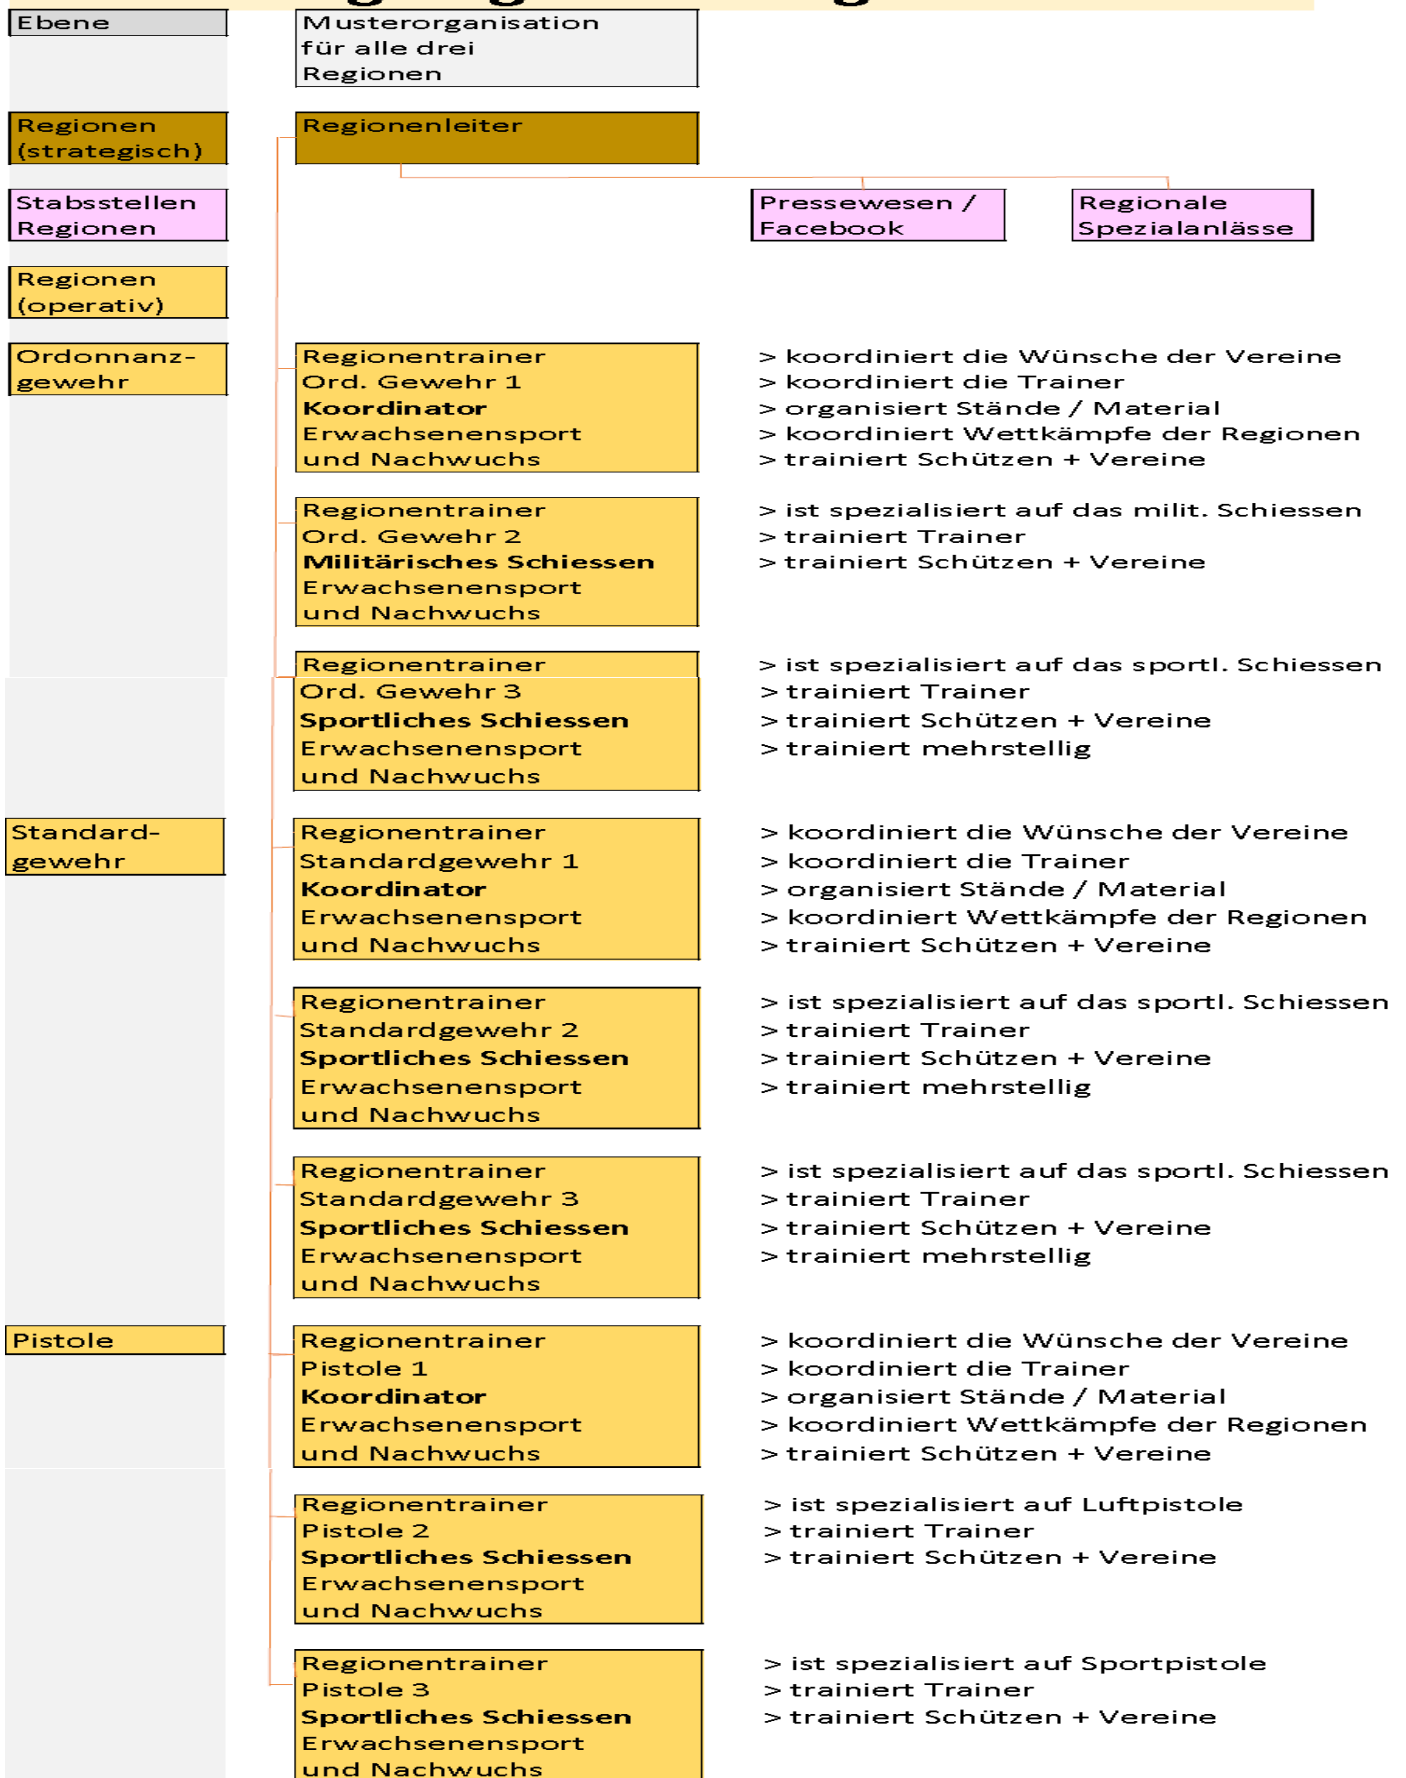 Ebene
Musterorganisation
für alle drei
Regionen
Regionen
(strategisch)
Regionenleiter
Stabsstellen
Regionen
Pressewesen /
Facebook
Regionale
Spezialanlässe
Regionen
(operativ)
Ordonnanz-
gewehr
Regionentrainer
Ord. Gewehr 1
Koordinator
Erwachsenensport
und Nachwuchs
> koordiniert die Wünsche der Vereine
> koordiniert die Trainer
> organisiert Stände / Material
> koordiniert Wettkämpfe der Regionen
> trainiert Schützen + Vereine
Regionentrainer
Ord. Gewehr 2
Militärisches Schiessen
Erwachsenensport
und Nachwuchs
> ist spezialisiert auf das milit. Schiessen
> trainiert Trainer
> trainiert Schützen + Vereine
Regionentrainer
Ord. Gewehr 3
Sportliches Schiessen
Erwachsenensport
und Nachwuchs
> ist spezialisiert auf das sportl. Schiessen
> trainiert Trainer
> trainiert Schützen + Vereine
> trainiert mehrstellig
Standard-
gewehr
Regionentrainer
Standardgewehr 1
Koordinator
Erwachsenensport
und Nachwuchs
> koordiniert die Wünsche der Vereine
> koordiniert die Trainer
> organisiert Stände / Material
> koordiniert Wettkämpfe der Regionen
> trainiert Schützen + Vereine
Regionentrainer
Standardgewehr 2
Sportliches Schiessen
Erwachsenensport
und Nachwuchs
> ist spezialisiert auf das sportl. Schiessen
> trainiert Trainer
> trainiert Schützen + Vereine
> trainiert mehrstellig
Regionentrainer
Standardgewehr 3
Sportliches Schiessen
Erwachsenensport
und Nachwuchs
> ist spezialisiert auf das sportl. Schiessen
> trainiert Trainer
> trainiert Schützen + Vereine
> trainiert mehrstellig
Pistole
Regionentrainer
Pistole 1
Koordinator
Erwachsenensport
und Nachwuchs
> koordiniert die Wünsche der Vereine
> koordiniert die Trainer
> organisiert Stände / Material
> koordiniert Wettkämpfe der Regionen
> trainiert Schützen + Vereine
Regionentrainer
Pistole 2
Sportliches Schiessen
Erwachsenensport
und Nachwuchs
> ist spezialisiert auf Luftpistole
> trainiert Trainer
> trainiert Schützen + Vereine
Regionentrainer
Pistole 3
Sportliches Schiessen
Erwachsenensport
und Nachwuchs
> ist spezialisiert auf Sportpistole
> trainiert Trainer
> trainiert Schützen + Vereine